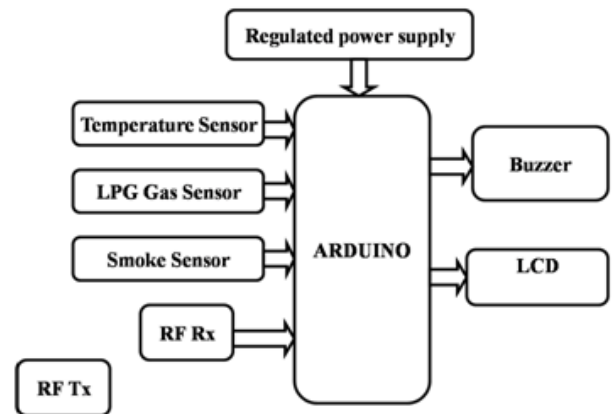 Regulated power supply
Temperature Sensor
LPG Gas Sensor
Smoke Sensor
RF Rx
RF Tx
ARDUINO
Buzzer
LCD